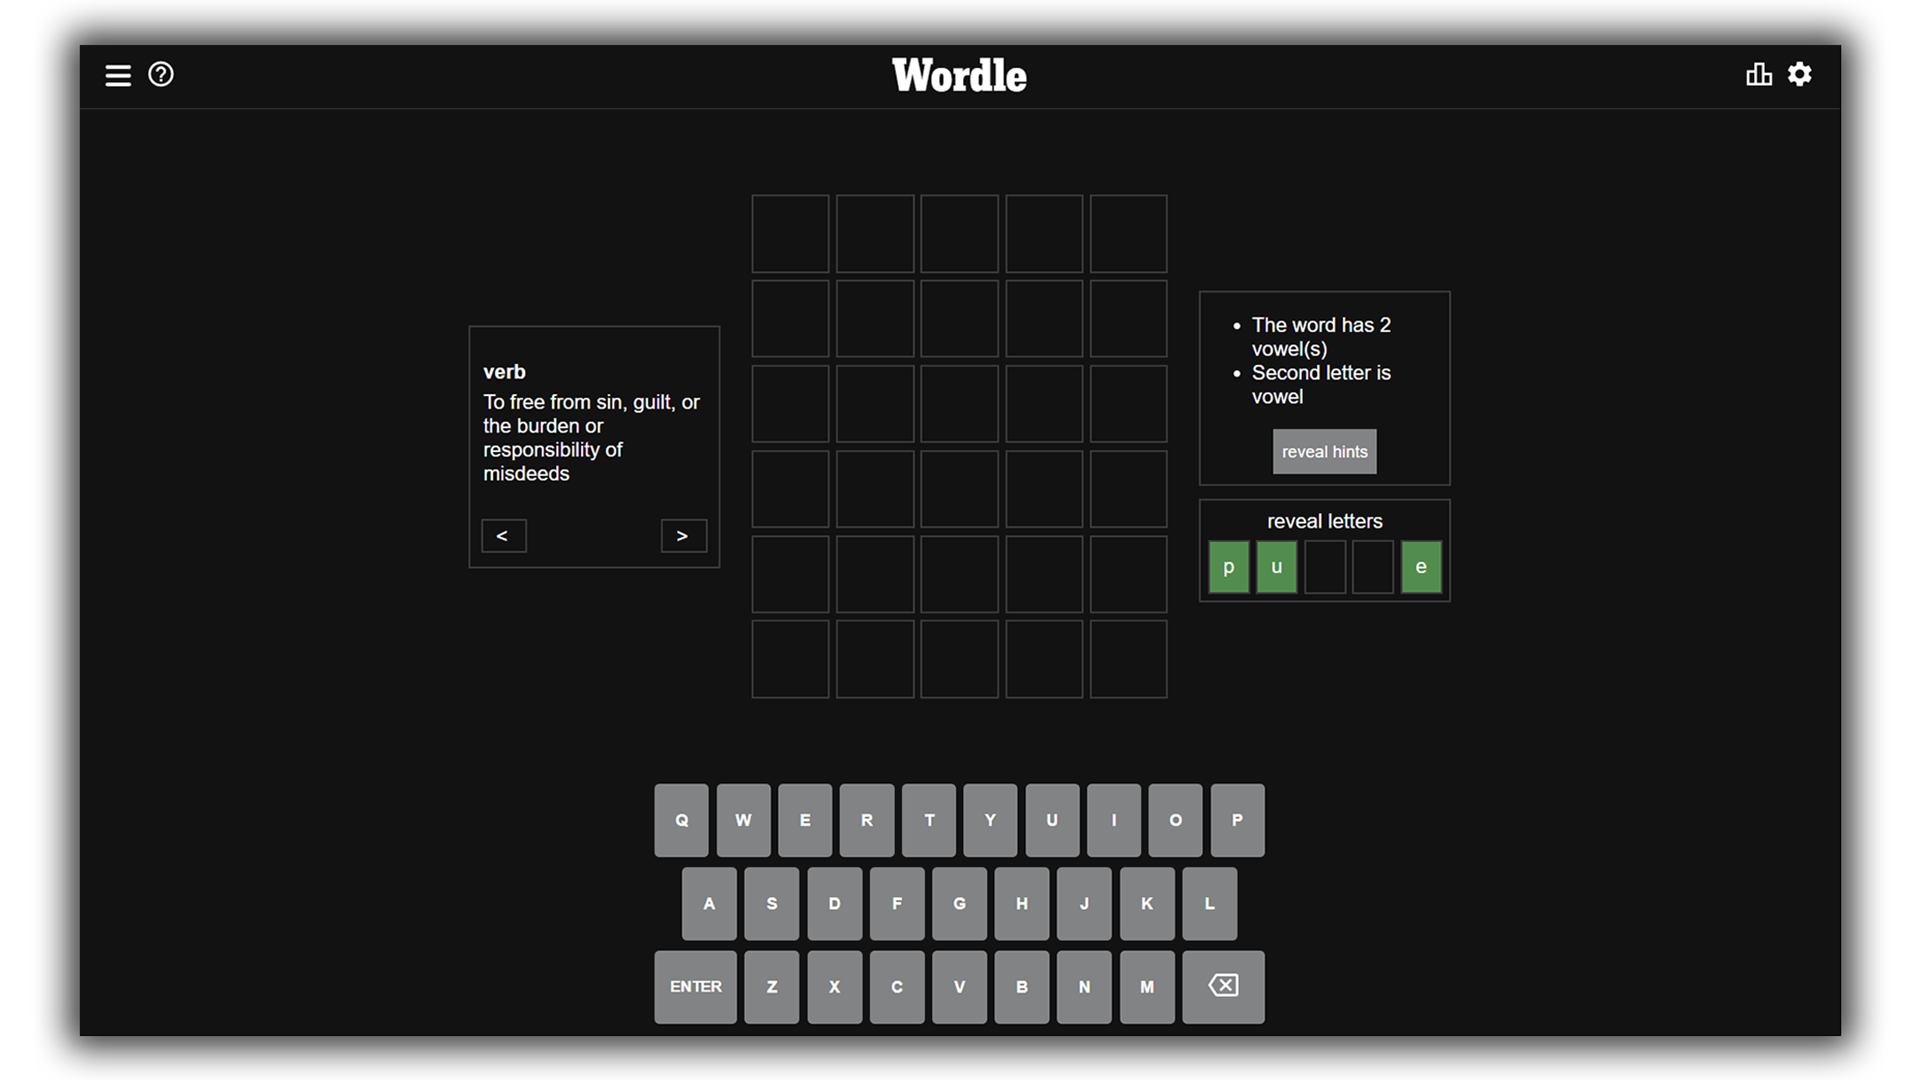 Wordle
verb
To free from sin, guilt, or
the burden or
responsibility of
misdeeds
<
>
The word has 2
vowel(s)
Second letter is
vowel
reveal hints
reveal letters
p u e
Q W E R T Y U I O P
A S D F G H J K L
ENTER Z X C V B N M